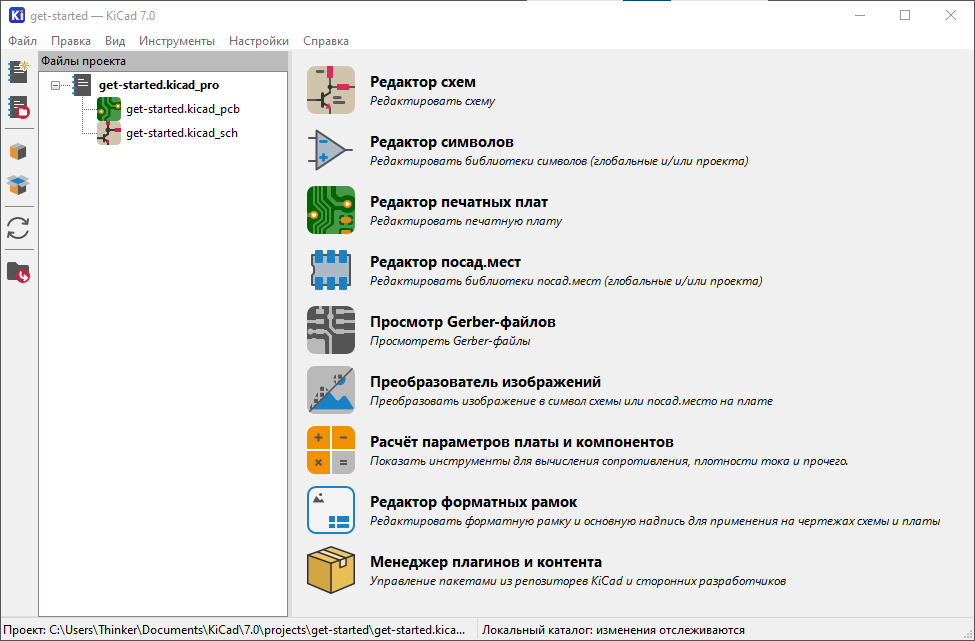 get-started — KiCad 7.0
Файл Правка Вид Инструменты Настройки Справка
Файлы проекта
get-started.kicad_pro
get-started.kicad_pcb
get-started.kicad_sch
Редактор схем
Редактировать схему
Редактор символов
Редактировать библиотеки символов (глобальные и/или проекта)
Редактор печатных плат
Редактировать печатную плату
Редактор посад.мест
Редактировать библиотеки посад.мест (глобальные и/или проекта)
Просмотр Gerber-файлов
Просмотреть Gerber-файлы
Преобразователь изображений
Преобразовать изображение в символ схемы или посад.место на плате
Расчёт параметров платы и компонентов
Показать инструменты для вычисления сопротивления, плотности тока и прочего.
Редактор форматных рамок
Редактировать форматную рамку и основную надпись для применения на чертежах схемы и платы
Менеджер плагинов и контента
Управление пакетами из репозиторев KiCad и сторонних разработчиков
Проект: C:\Users\Thinker\Documents\KiCad\7.0\projects\get-started\get-started.kica...
Локальный каталог: изменения отслеживаются